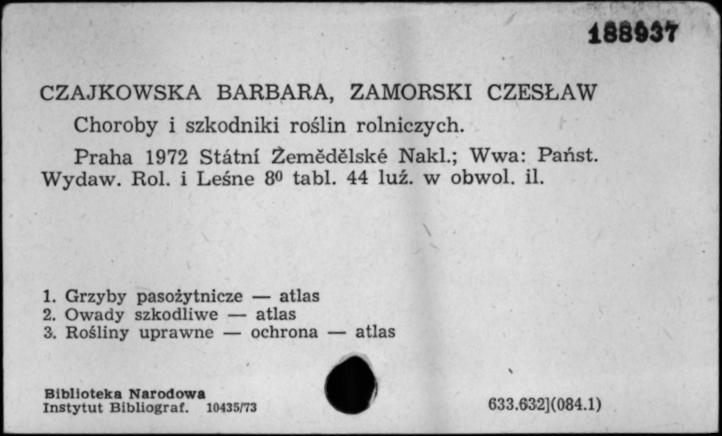 188937
CZAJKOWSKA BARBARA, ZAMORSKI CZESŁAW
Choroby i szkodniki roślin rolniczych.
Praha 1972 Státní Žemědělské Nakl.; Wwa: Państ.
Wydaw. Rol. i Leśne 8⁰ tabl. 44 luź. w obwol. il.
1. Grzyby pasożytnicze — atlas
2. Owady szkodliwe — atlas
3. Rośliny uprawne — ochrona — atlas
Biblioteka Narodowa
Instytut Bibliograf. 10435/73
633.632](084.1)